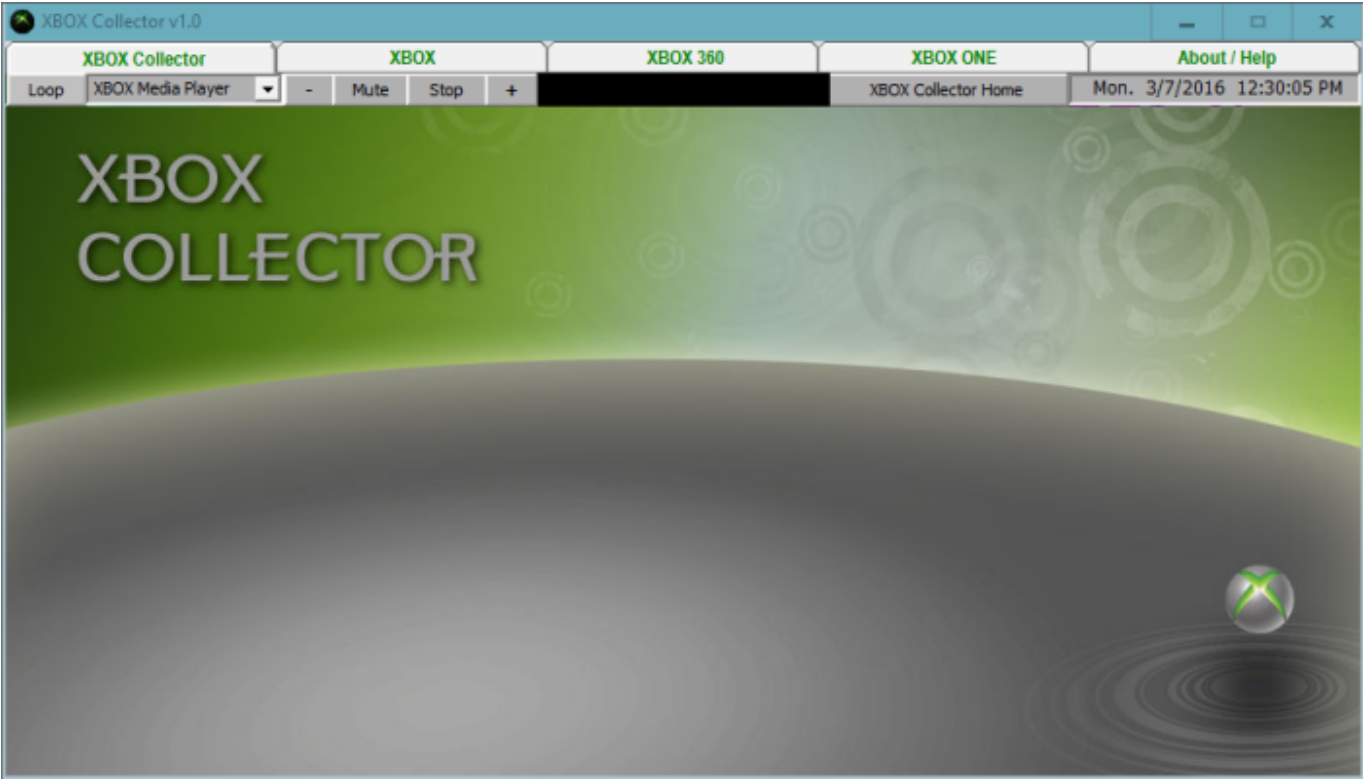 XBOX Collector v1.0
XBOX Collector XBOX XBOX 360 XBOX ONE About / Help
Loop XBOX Media Player - Mute Stop + XBOX Collector Home Mon. 3/7/2016 12:30:05 PM
XBOX
COLLECTOR